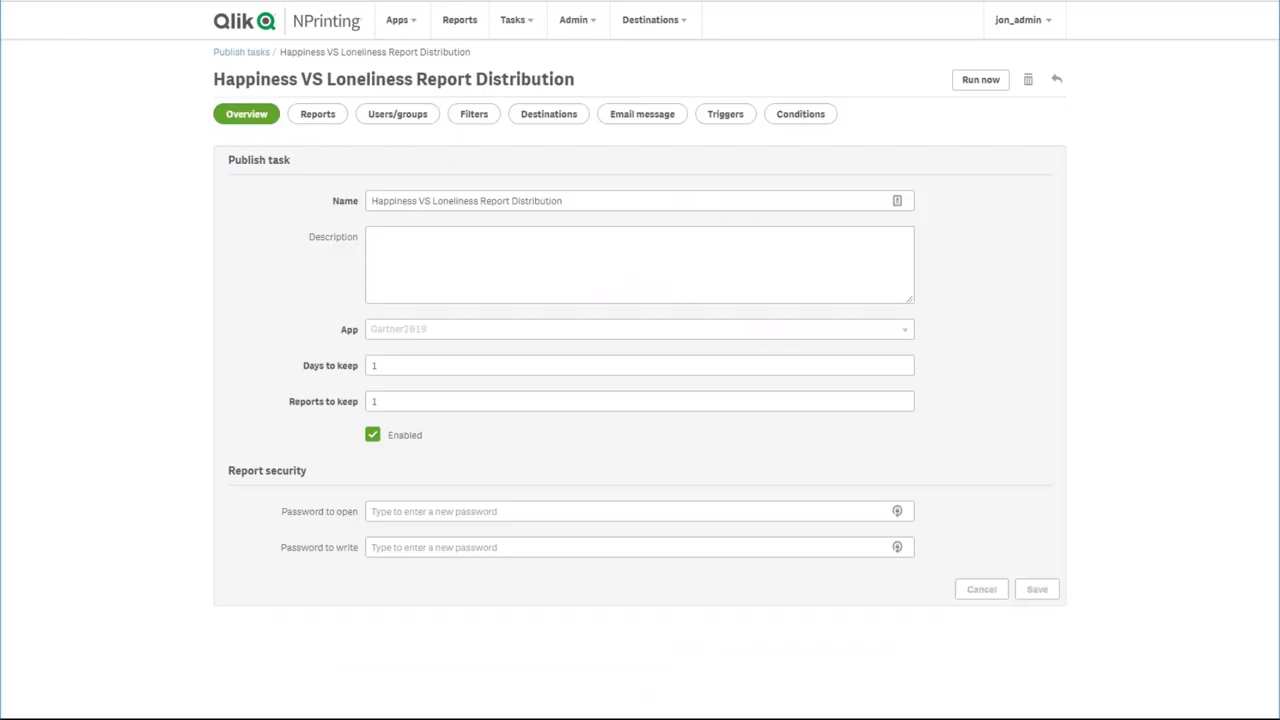 Qlik NPrinting Apps Reports Tasks Admin Destinations jon_admin
Publish tasks / Happiness VS Loneliness Report Distribution
Happiness VS Loneliness Report Distribution Run now
Overview Reports Users/groups Filters Destinations Email message Triggers Conditions
Publish task
Name Happiness VS Loneliness Report Distribution
Description
App Gartner2019
Days to keep 1
Reports to keep 1
Enabled
Report security
Password to open Type to enter a new password
Password to write Type to enter a new password
Cancel Save